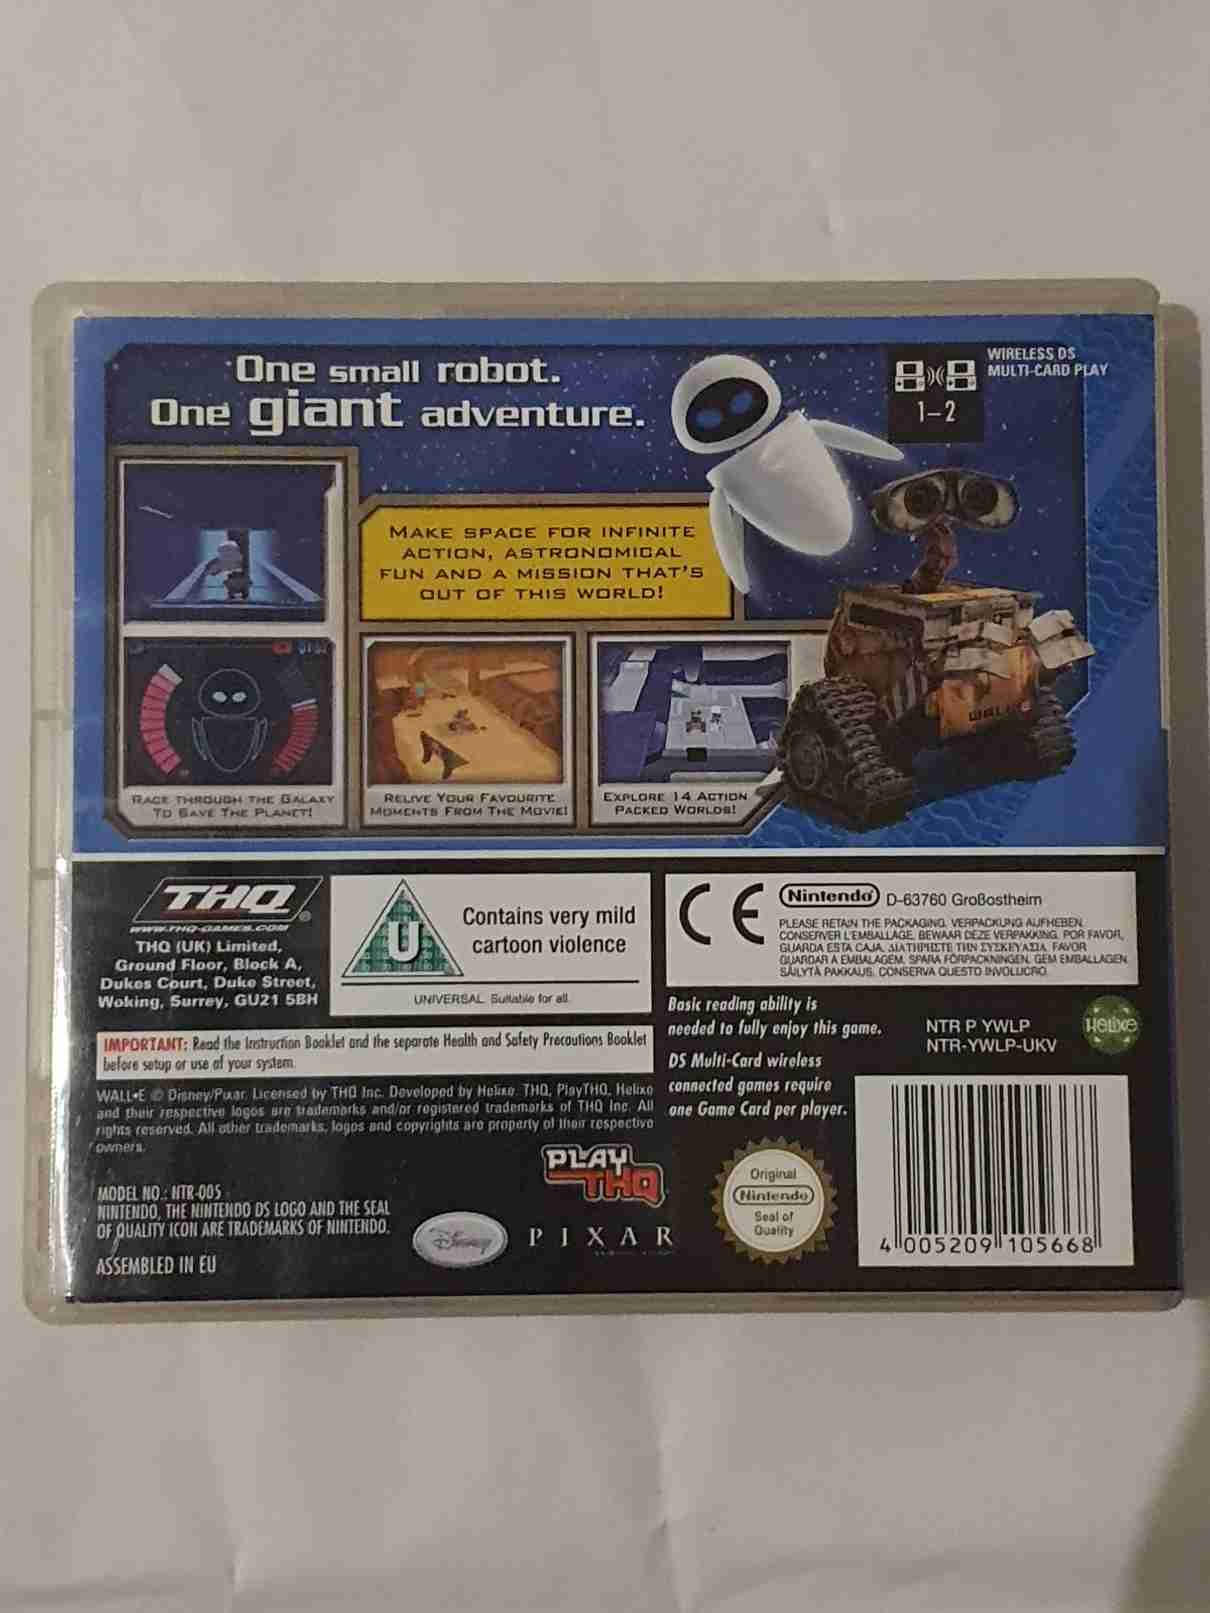 One small robot.
One giant adventure.
WIRELESS DS
MULTI-CARD PLAY
1-2
MAKE SPACE FOR INFINITE
ACTION, ASTRONOMICAL
FUN AND A MISSION THAT'S
OUT OF THIS WORLD!
RACE THROUGH THE GALAXY
TO SAVE THE PLANET!
RELIVE YOUR FAVOURITE
MOMENTS FROM THE MOVIE!
EXPLORE 14 ACTION
PACKED WORLDS!
WALL•E
THQ®
WWW.THQ-GAMES.COM
THQ (UK) Limited,
Ground Floor, Block A,
Dukes Court, Duke Street,
Woking, Surrey, GU21 5BH
U
Contains very mild
cartoon violence
UNIVERSAL Suitable for all.
CE
Nintendo D-63760 Großostheim
PLEASE RETAIN THE PACKAGING. VERPACKUNG AUFHEBEN.
CONSERVER L'EMBALLAGE. BEWAAR DEZE VERPAKKING. POR FAVOR,
GUARDA ESTA CAJA. ΔΙΑΤΗΡΗΣΤΕ ΤΗΝ ΣΥΣΚΕΥΑΣΙΑ. FAVOR
GUARDAR A EMBALAGEM. SPARA FÖRPACKNINGEN. GEM EMBALLAGEN.
SÄILYTÄ PAKKAUS. CONSERVA QUESTO INVOLUCRO.
IMPORTANT: Read the Instruction Booklet and the separate Health and Safety Precautions Booklet
before setup or use of your system.
WALL•E © Disney/Pixar. Licensed by THQ Inc. Developed by Helixe. THQ, PlayTHQ, Helixe
and their respective logos are trademarks and/or registered trademarks of THQ Inc. All
rights reserved. All other trademarks, logos and copyrights are property of their respective
owners.
Basic reading ability is
needed to fully enjoy this game.
DS Multi-Card wireless
connected games require
one Game Card per player.
NTR P YWLP
NTR-YWLP-UKV
Helixe
MODEL NO.: NTR-005
NINTENDO, THE NINTENDO DS LOGO AND THE SEAL
OF QUALITY ICON ARE TRADEMARKS OF NINTENDO.
ASSEMBLED IN EU
PLAY
THQ
Disney
PIXAR
Original
Nintendo
Seal of
Quality
4 005209 105668